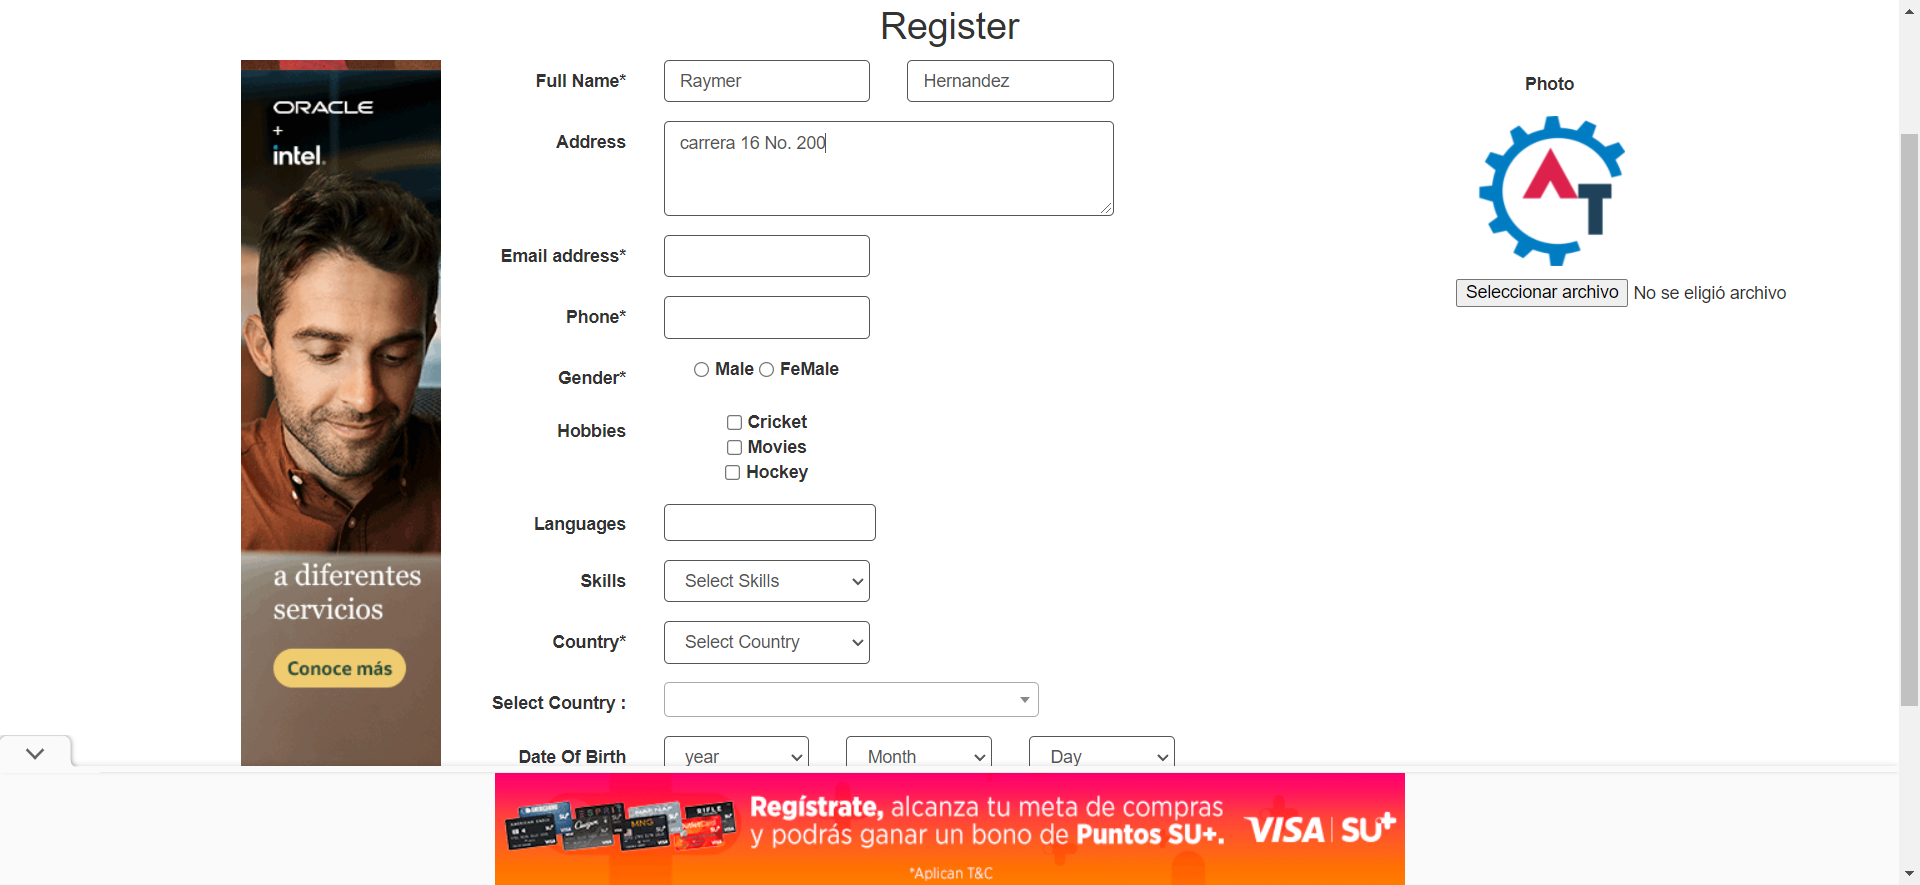 Register
ORACLE
+
intel.
a diferentes
servicios
Conoce más
Full Name* Raymer Hernandez
Address carrera 16 No. 200
Email address*
Phone*
Gender* Male FeMale
Hobbies Cricket
Movies
Hockey
Languages
Skills Select Skills
Country* Select Country
Select Country :
Date Of Birth year Month Day
Photo
AT
Seleccionar archivo No se eligió archivo
Regístrate, alcanza tu meta de compras
y podrás ganar un bono de Puntos SU+.
*Aplican T&C
VISA | SU+